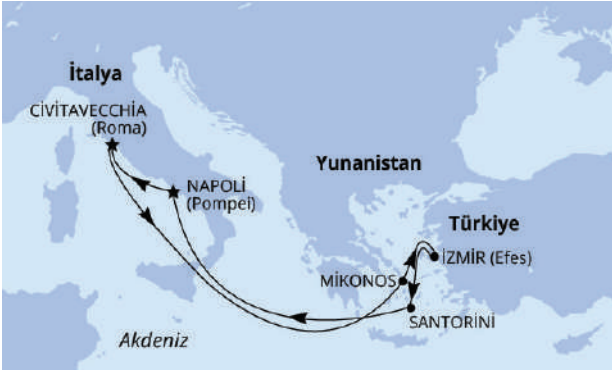 İtalya
CİVİTAVECCHİA
(Roma)
NAPOLİ
(Pompei)
Yunanistan
Türkiye
İZMİR (Efes)
MİKONOS
SANTORİNİ
Akdeniz